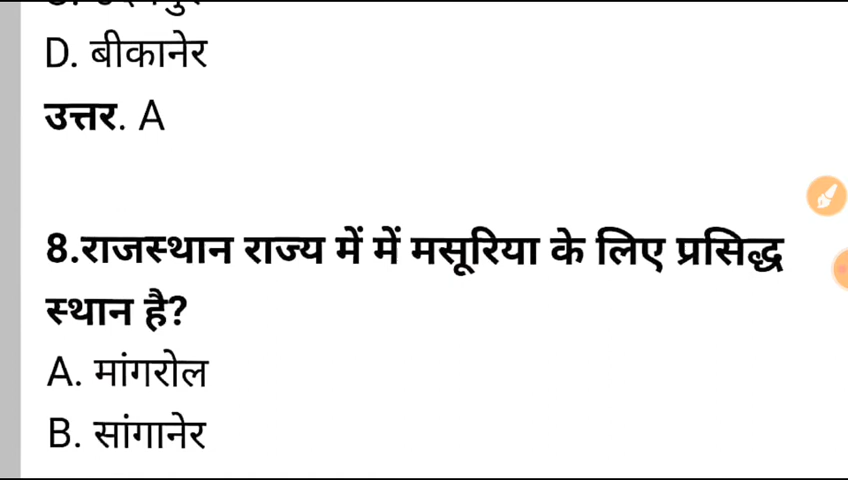 D. बीकानेर
उत्तर. A
8.राजस्थान राज्य में में मसूरिया के लिए प्रसिद्ध
स्थान है?
A. मांगरोल
B. सांगानेर